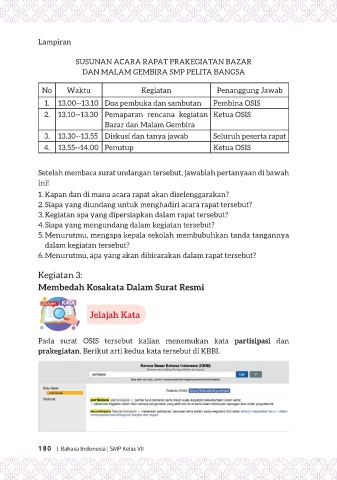 Lampiran
SUSUNAN ACARA RAPAT PRAKEGIATAN BAZAR
DAN MALAM GEMBIRA SMP PELITA BANGSA
No Waktu Kegiatan Penanggung Jawab
1. 13.00--13.10 Doa pembuka dan sambutan Pembina OSIS
2. 13.10--13.30 Pemaparan rencana kegiatan Bazar dan Malam Gembira Ketua OSIS
3. 13.30--13.55 Diskusi dan tanya jawab Seluruh peserta rapat
4. 13.55--14.00 Penutup Ketua OSIS
Setelah membaca surat undangan tersebut, jawablah pertanyaan di bawah
ini!
1. Kapan dan di mana acara rapat akan diselenggarakan?
2. Siapa yang diundang untuk menghadiri acara rapat tersebut?
3. Kegiatan apa yang dipersiapkan dalam rapat tersebut?
4. Siapa yang mengundang dalam kegiatan tersebut?
5. Menurutmu, mengapa kepala sekolah membubuhkan tanda tangannya
dalam kegiatan tersebut?
6. Menurutmu, apa yang akan dibicarakan dalam rapat tersebut?
Kegiatan 3:
Membedah Kosakata Dalam Surat Resmi
JELAJAH KATA
Jelajah Kata
Pada surat OSIS tersebut kalian menemukan kata partisipasi dan
prakegiatan. Berikut arti kedua kata tersebut di KBBI.
Kamus Besar Bahasa Indonesia (KBBI)
partisipasi
Cari
partisipasi
berpartisipasi
180 | Bahasa Indonesia | SMP Kelas VII